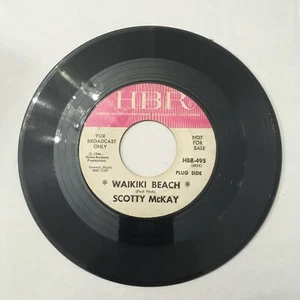 HBR
FOR
BROADCAST
ONLY
NOT
FOR
SALE
HBR-495
PLUG SIDE
* WAIKIKI BEACH *
SCOTTY McKAY